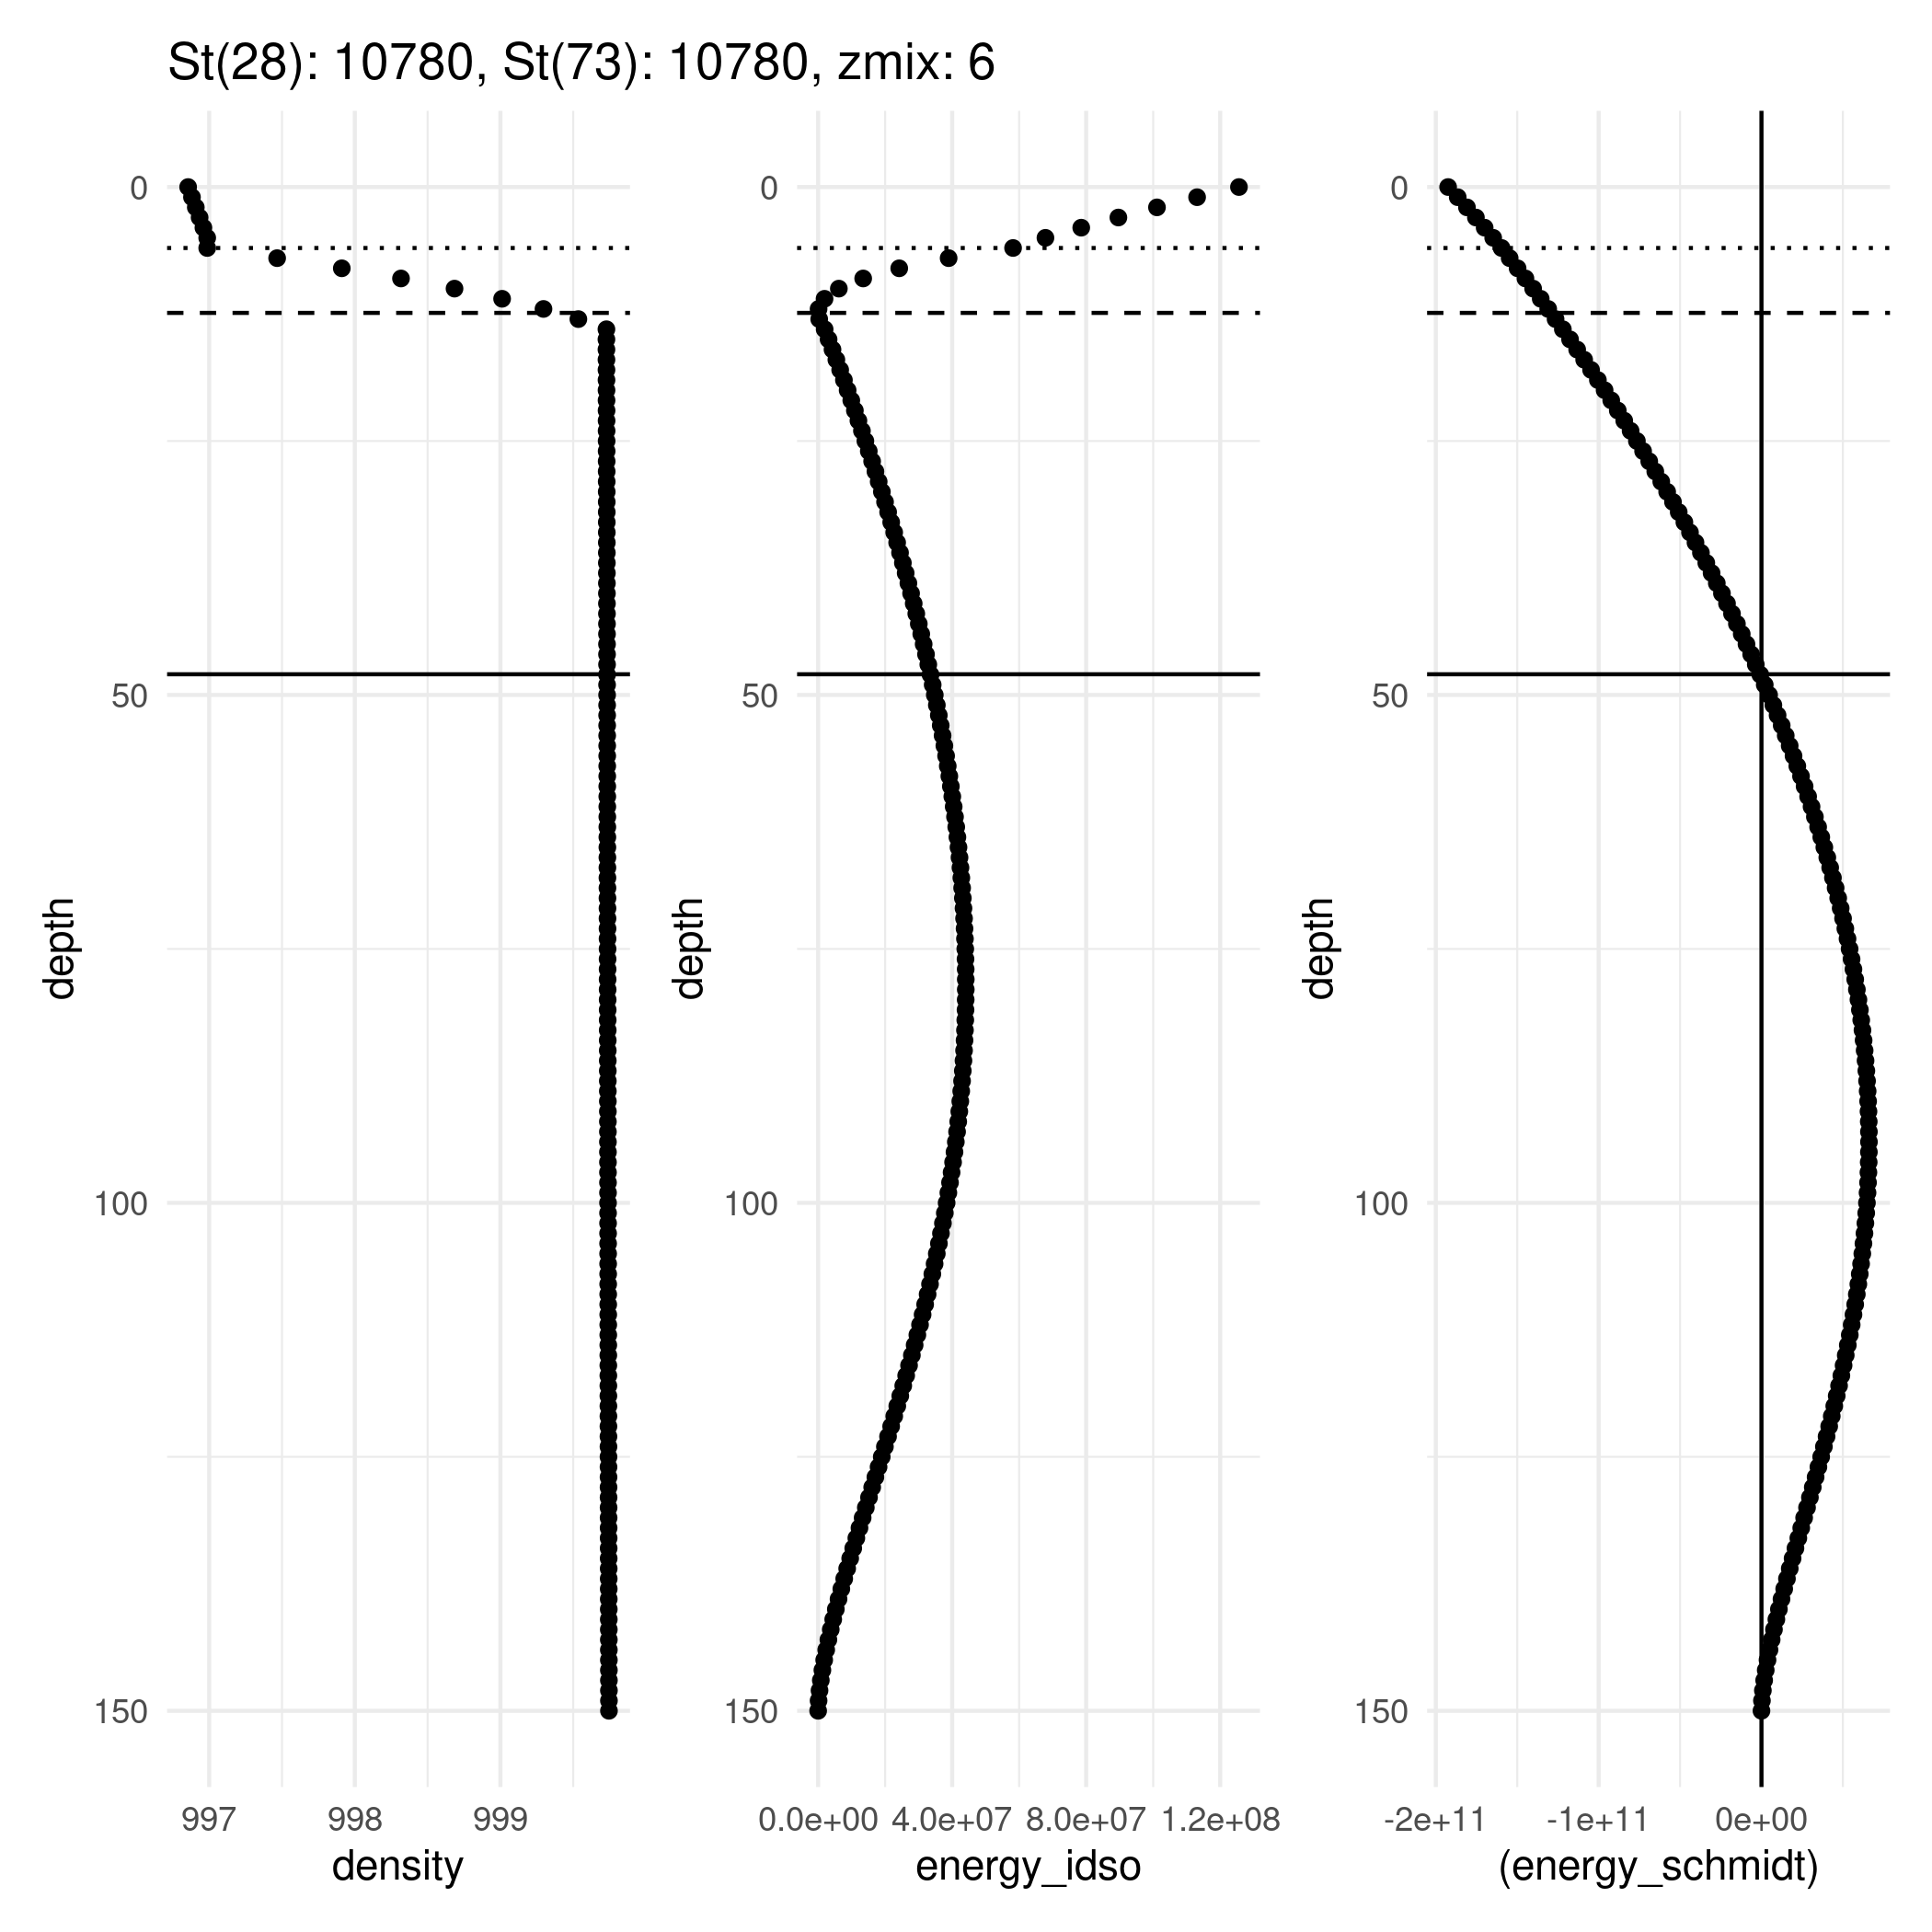 St(28): 10780, St(73): 10780, zmix: 6
0
50
100
150
depth
997 998 999
density
0
50
100
150
depth
0.0e+00 4.0e+07 8.0e+07 1.2e+08
energy_idso
0
50
100
150
depth
-2e+11 -1e+11 0e+00
(energy_schmidt)